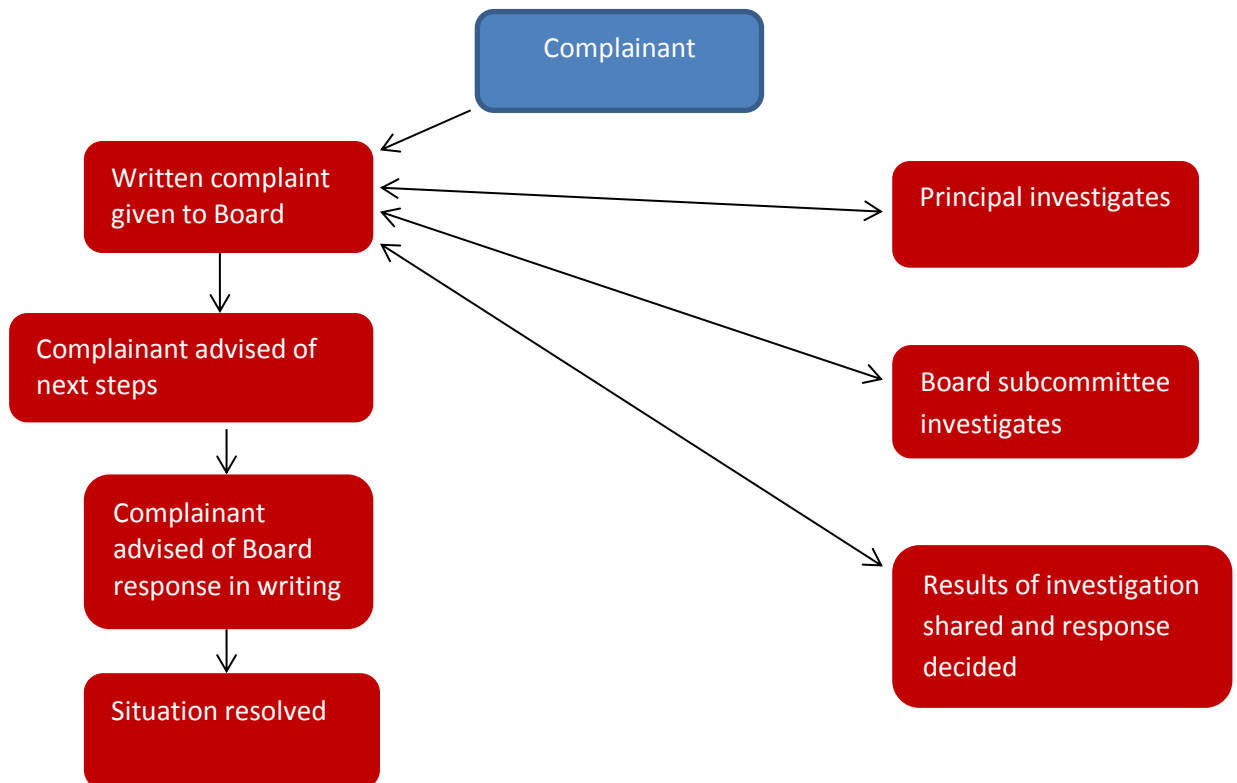 Complainant
Written complaint
given to Board
Principal investigates
Complainant advised of
next steps
Board subcommittee
investigates
Complainant
advised of Board
response in writing
Results of investigation
shared and response
decided
Situation resolved